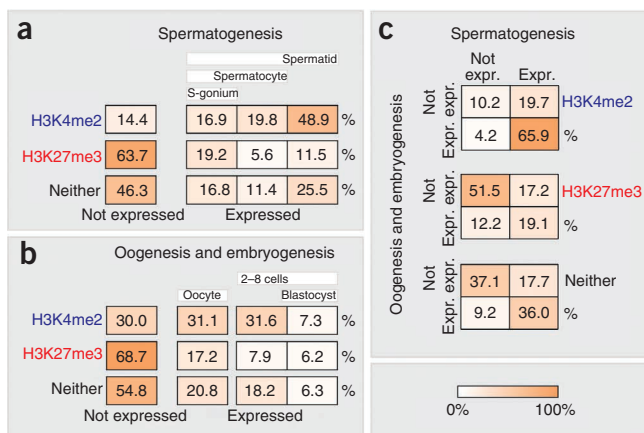 a
Spermatogenesis
Spermatid
Spermatocyte
S-gonium
H3K4me2 14.4 16.9 19.8 48.9 %
H3K27me3 63.7 19.2 5.6 11.5 %
Neither 46.3 16.8 11.4 25.5 %
Not expressed Expressed
b
Oogenesis and embryogenesis
2–8 cells
Oocyte Blastocyst
H3K4me2 30.0 31.1 31.6 7.3 %
H3K27me3 68.7 17.2 7.9 6.2 %
Neither 54.8 20.8 18.2 6.3 %
Not expressed Expressed
c
Spermatogenesis
Not
expr. Expr.
Oogenesis and embryogenesis
Not
expr. 10.2 19.7 H3K4me2
Expr. 4.2 65.9 %
Not
expr. 51.5 17.2 H3K27me3
Expr. 12.2 19.1 %
Not
expr. 37.1 17.7 Neither
Expr. 9.2 36.0 %
0% 100%